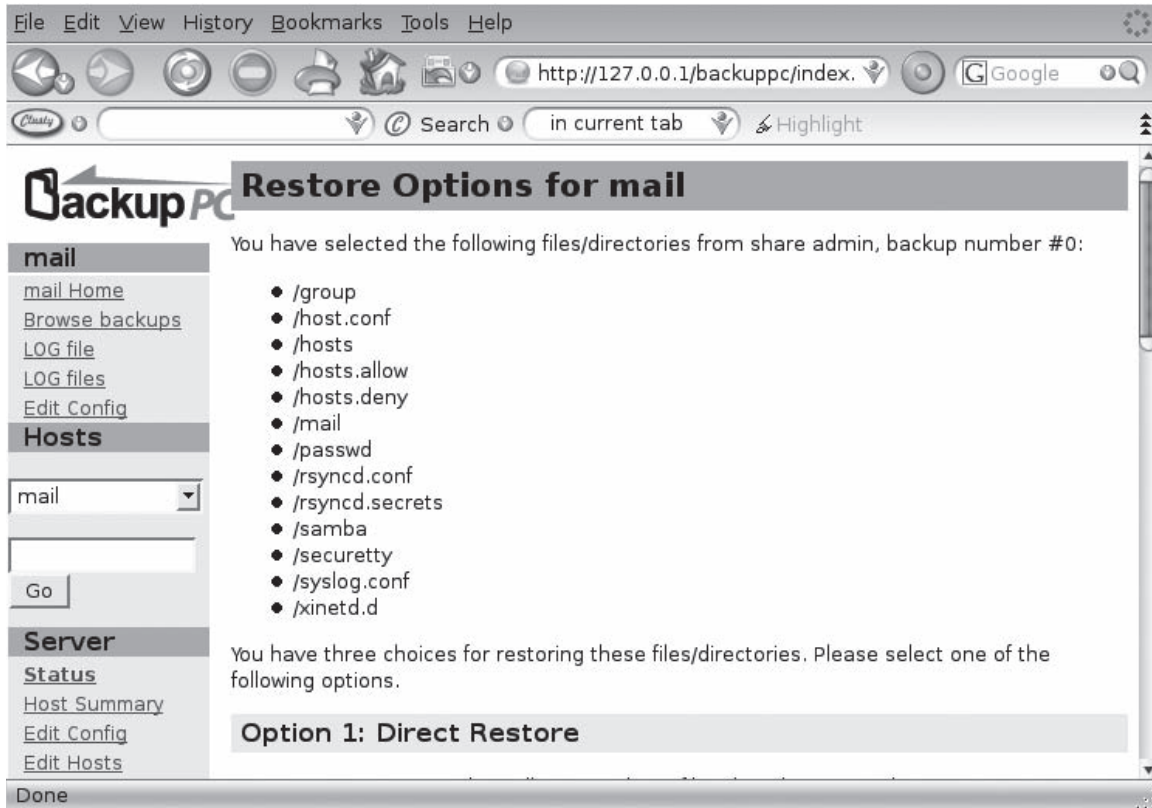 File Edit View History Bookmarks Tools Help
http://127.0.0.1/backuppc/index.
G Google
Clusty
Search
in current tab
Highlight
BackupPC
mail
mail Home
Browse backups
LOG file
LOG files
Edit Config
Hosts
mail
Go
Server
Status
Host Summary
Edit Config
Edit Hosts
Restore Options for mail
You have selected the following files/directories from share admin, backup number #0:
/group
/host.conf
/hosts
/hosts.allow
/hosts.deny
/mail
/passwd
/rsyncd.conf
/rsyncd.secrets
/samba
/securetty
/syslog.conf
/xinetd.d
You have three choices for restoring these files/directories. Please select one of the
following options.
Option 1: Direct Restore
Done